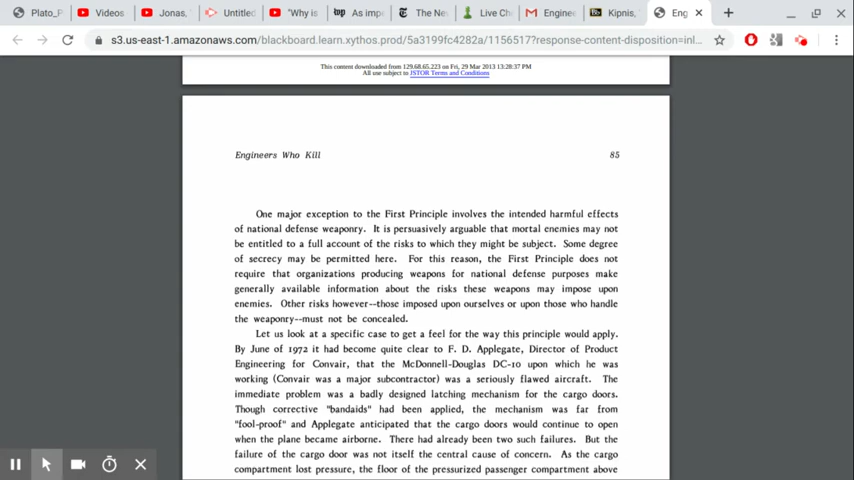 Plato_P
Videos
Jonas,
Untitled
"Why is
As impe
The Ne
Live Che
Enginee
Kipnis,
Eng
s3.us-east-1.amazonaws.com/blackboard.learn.xythos.prod/5a3199fc4282a/1156517?response-content-disposition=inl...
This content downloaded from 129.68.65.223 on Fri, 29 Mar 2013 13:28:37 PM
All use subject to JSTOR Terms and Conditions
Engineers Who Kill 85
One major exception to the First Principle involves the intended harmful effects
of national defense weaponry. It is persuasively arguable that mortal enemies may not
be entitled to a full account of the risks to which they might be subject. Some degree
of secrecy may be permitted here. For this reason, the First Principle does not
require that organizations producing weapons for national defense purposes make
generally available information about the risks these weapons may impose upon
enemies. Other risks however--those imposed upon ourselves or upon those who handle
the weaponry--must not be concealed.
Let us look at a specific case to get a feel for the way this principle would apply.
By June of 1972 it had become quite clear to F. D. Applegate, Director of Product
Engineering for Convair, that the McDonnell-Douglas DC-10 upon which he was
working (Convair was a major subcontractor) was a seriously flawed aircraft. The
immediate problem was a badly designed latching mechanism for the cargo doors.
Though corrective "bandaids" had been applied, the mechanism was far from
"fool-proof" and Applegate anticipated that the cargo doors would continue to open
when the plane became airborne. There had already been two such failures. But the
failure of the cargo door was not itself the central cause of concern. As the cargo
compartment lost pressure, the floor of the pressurized passenger compartment above